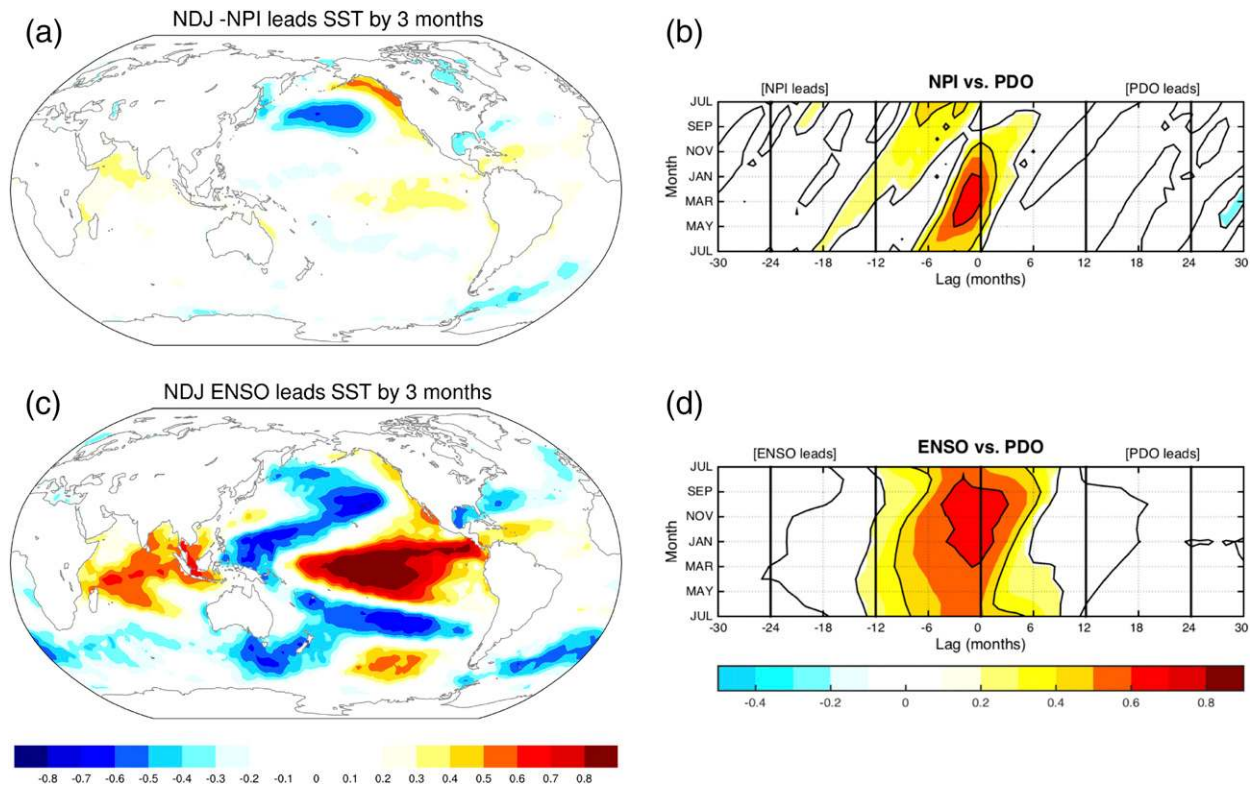 (a)
NDJ -NPI leads SST by 3 months
(b)
NPI vs. PDO
[NPI leads]
[PDO leads]
JUL
SEP
NOV
JAN
MAR
MAY
JUL
Month
-30 -24 -18 -12 -6 0 6 12 18 24 30
Lag (months)
(c)
NDJ ENSO leads SST by 3 months
(d)
ENSO vs. PDO
[ENSO leads]
[PDO leads]
JUL
SEP
NOV
JAN
MAR
MAY
JUL
Month
-30 -24 -18 -12 -6 0 6 12 18 24 30
Lag (months)
-0.4 -0.2 0 0.2 0.4 0.6 0.8
-0.8 -0.7 -0.6 -0.5 -0.4 -0.3 -0.2 -0.1 0 0.1 0.2 0.3 0.4 0.5 0.6 0.7 0.8